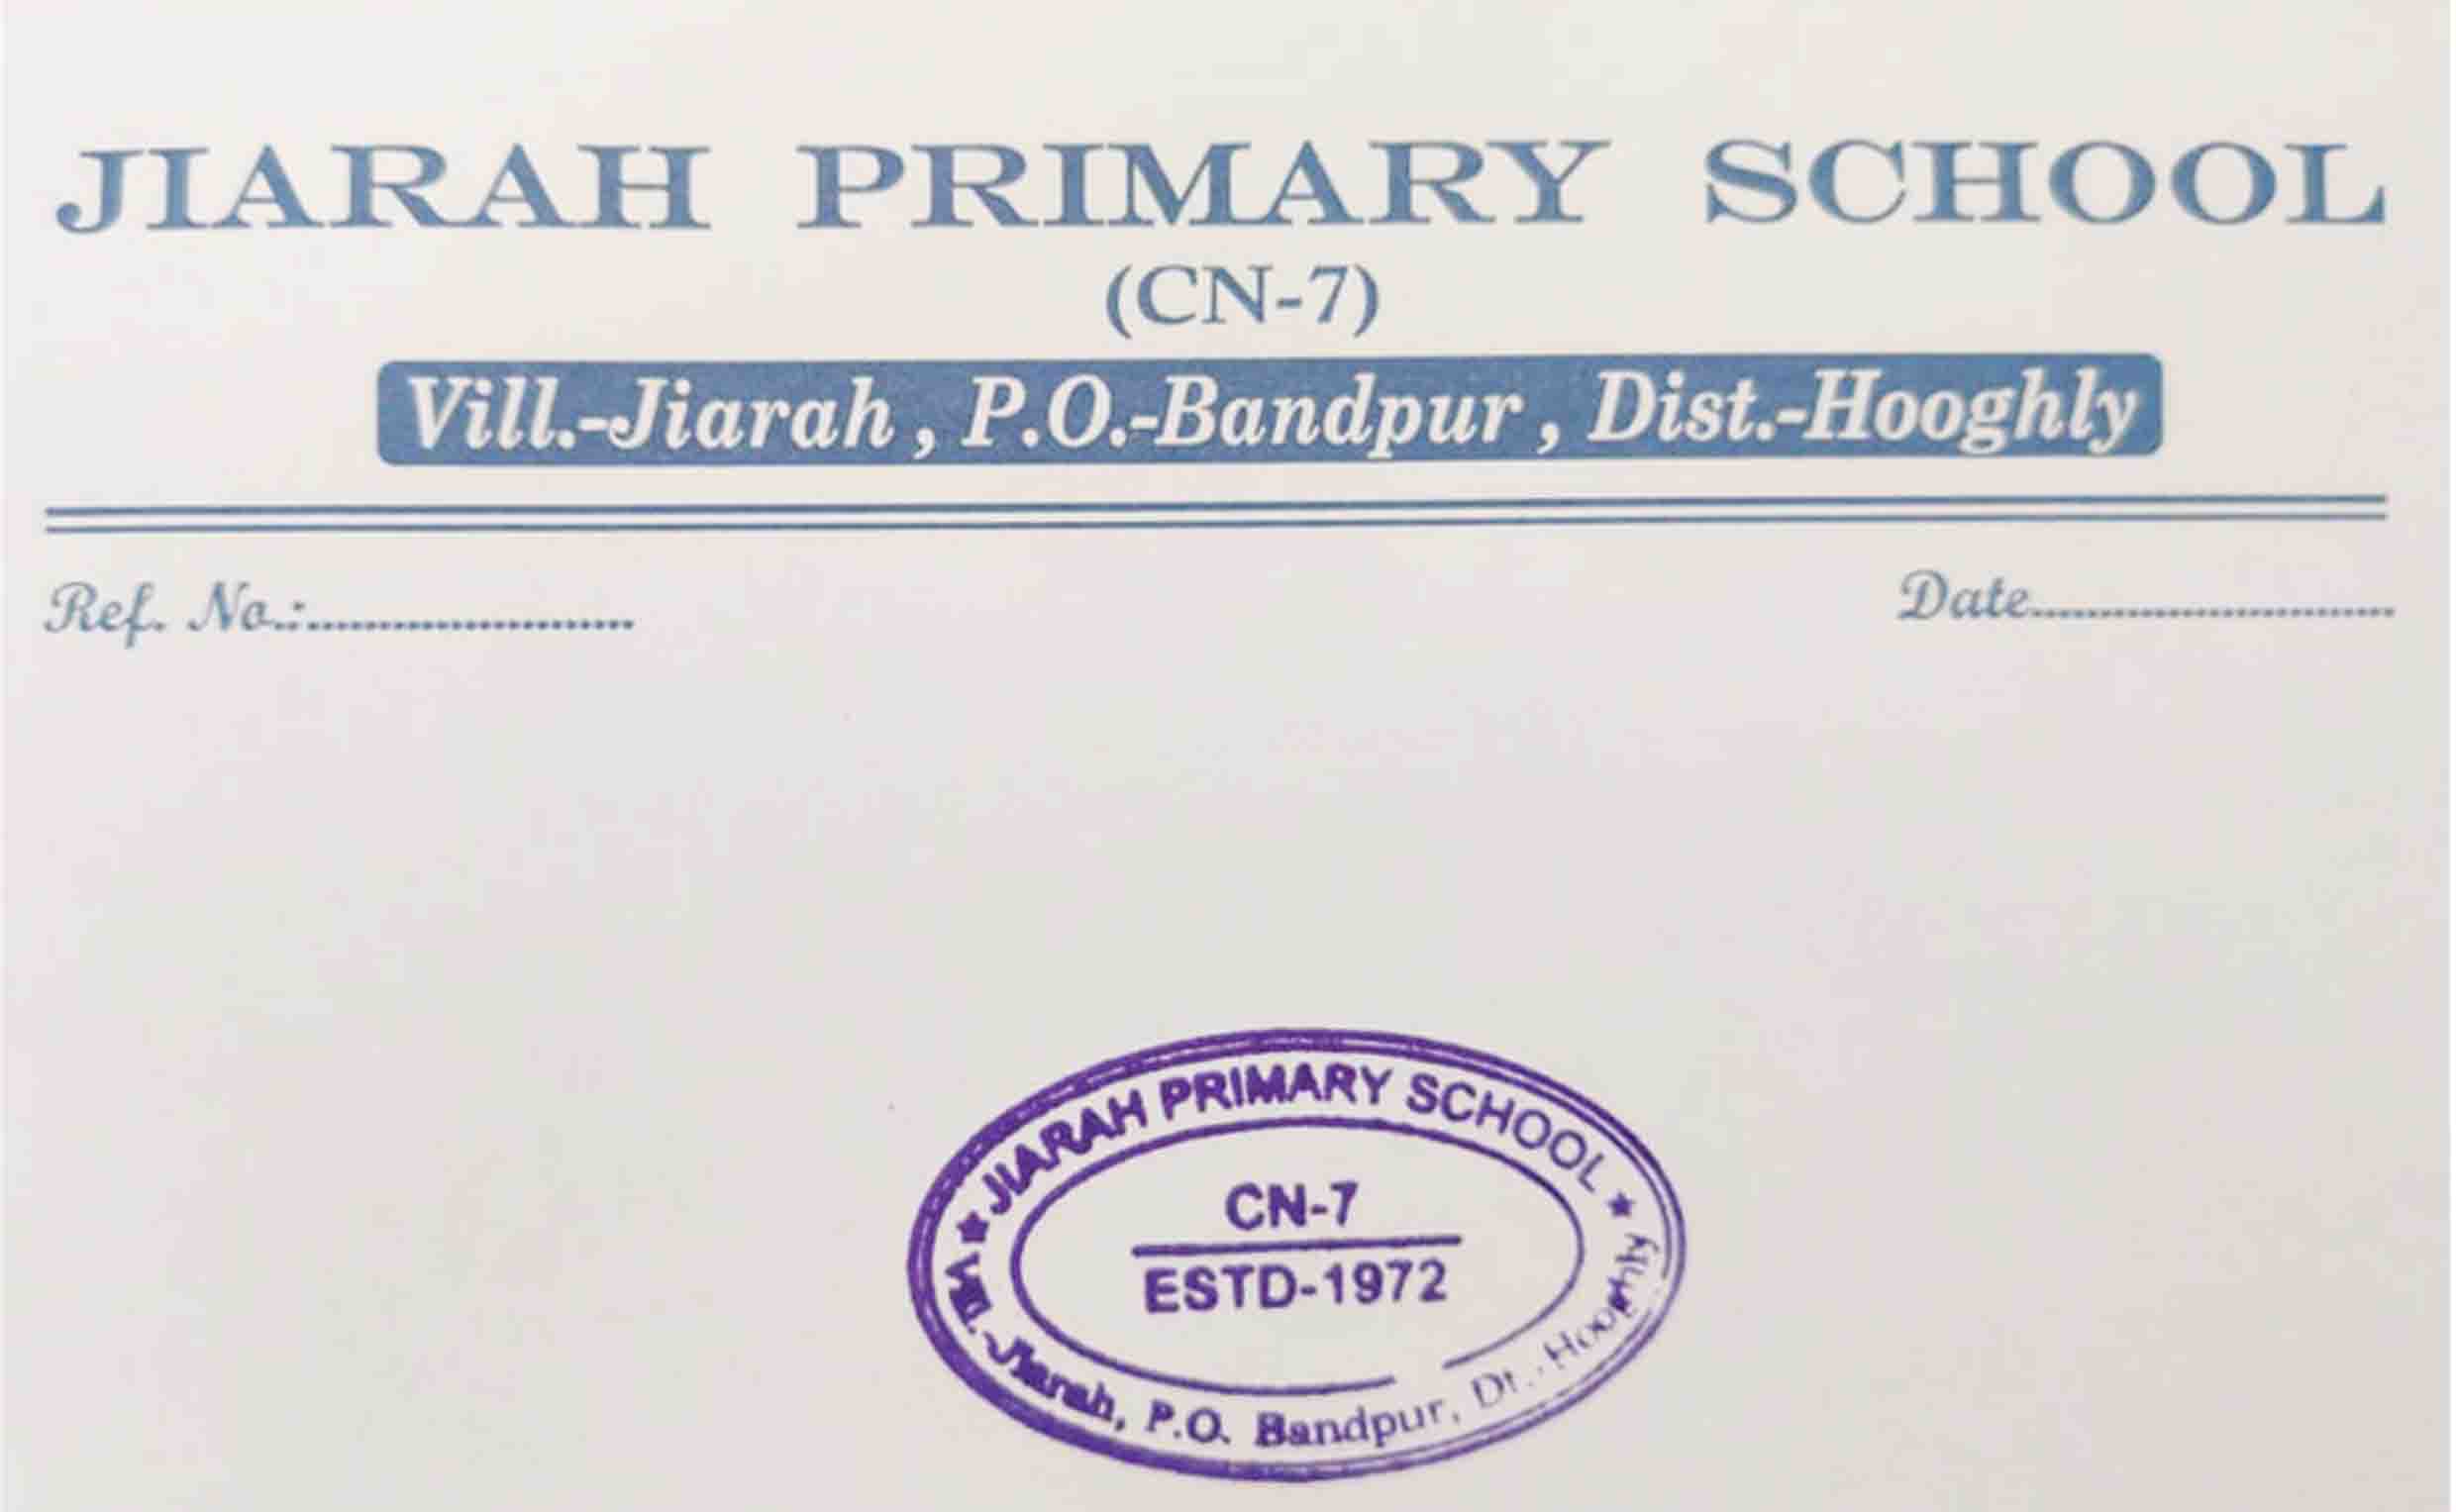 JIARAH PRIMARY SCHOOL
(CN-7)
Vill.-Jiarah , P.O.-Bandpur , Dist.-Hooghly
Ref. No.:..............................
Date..............................
★ JIARAH PRIMARY SCHOOL ★
CN-7
ESTD-1972
Vill.-Jiarah, P.O. Bandpur, Dt.-Hooghly